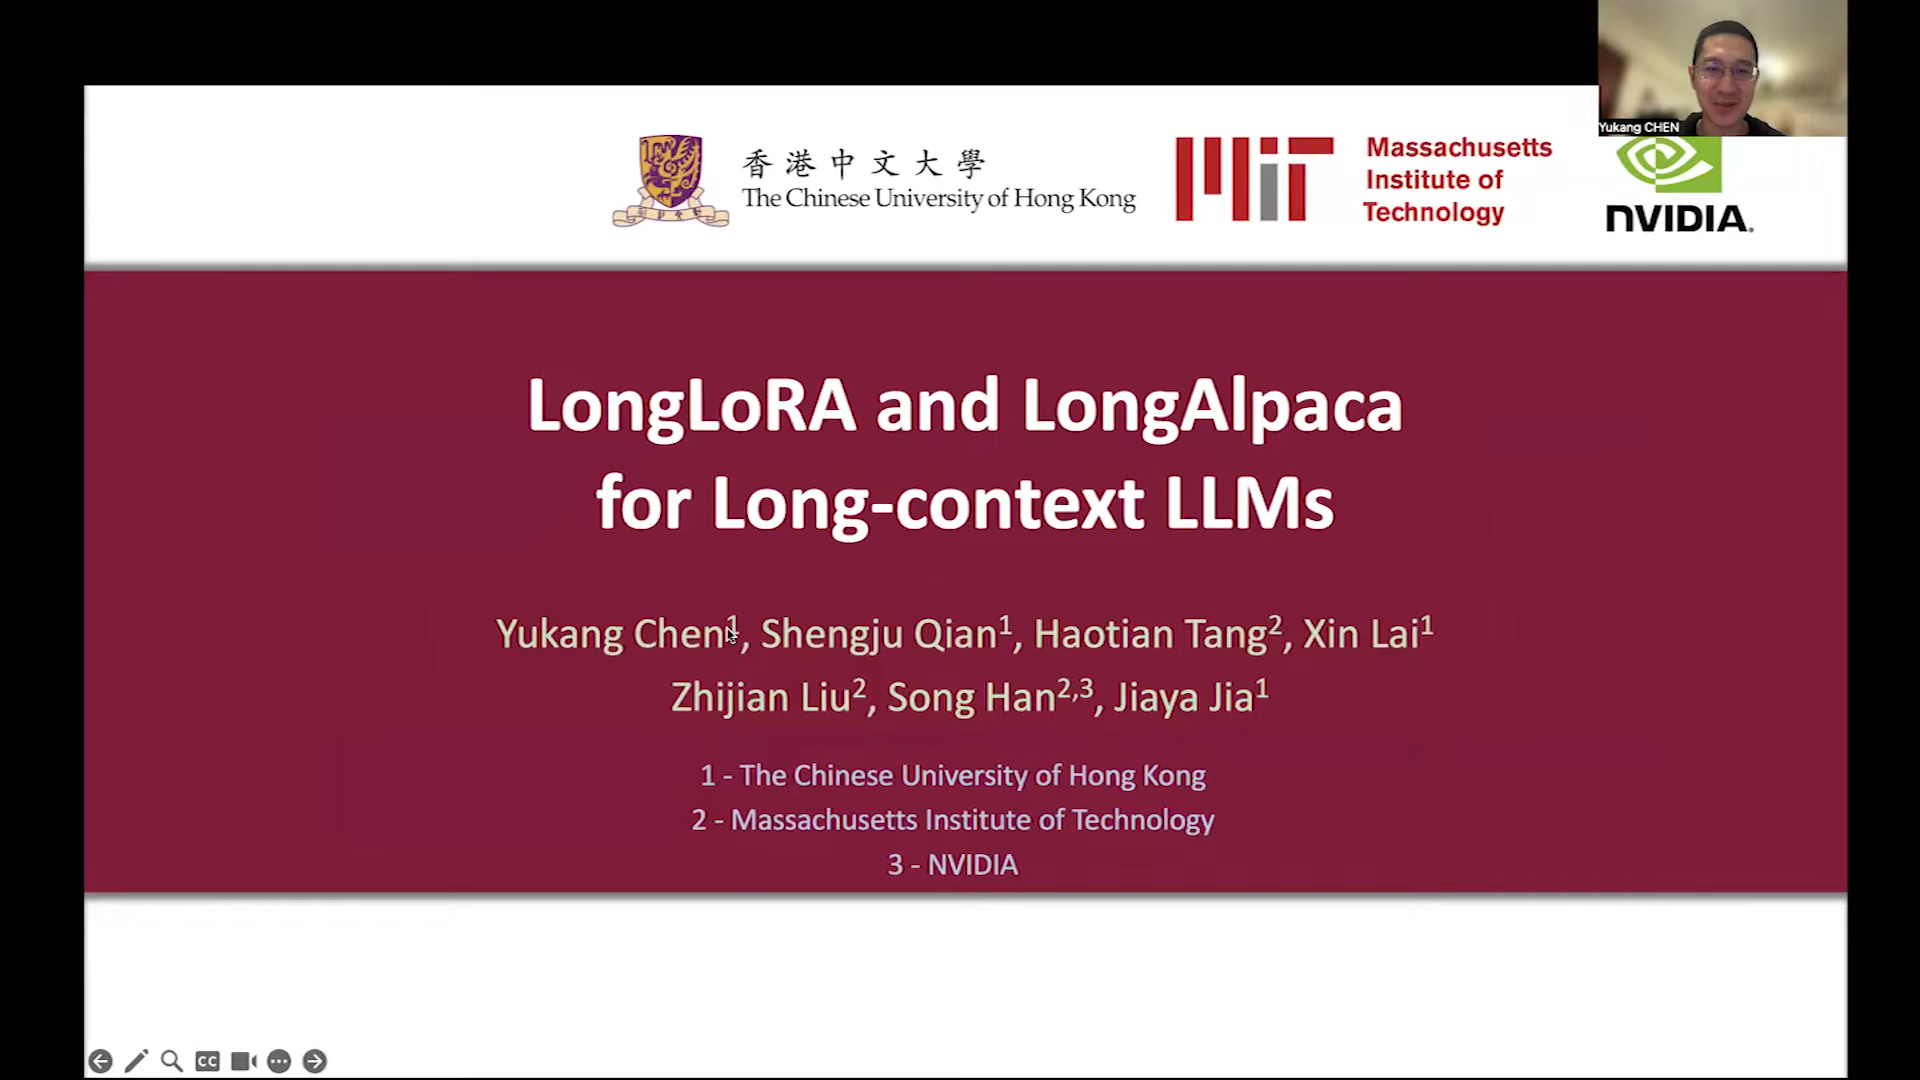 Yukang CHEN
香港中文大學
The Chinese University of Hong Kong
MiT
Massachusetts
Institute of
Technology
NVIDIA.
LongLoRA and LongAlpaca
for Long-context LLMs
Yukang Chen¹, Shengju Qian¹, Haotian Tang², Xin Lai¹
Zhijian Liu², Song Han²,³, Jiaya Jia¹
1 - The Chinese University of Hong Kong
2 - Massachusetts Institute of Technology
3 - NVIDIA
CC